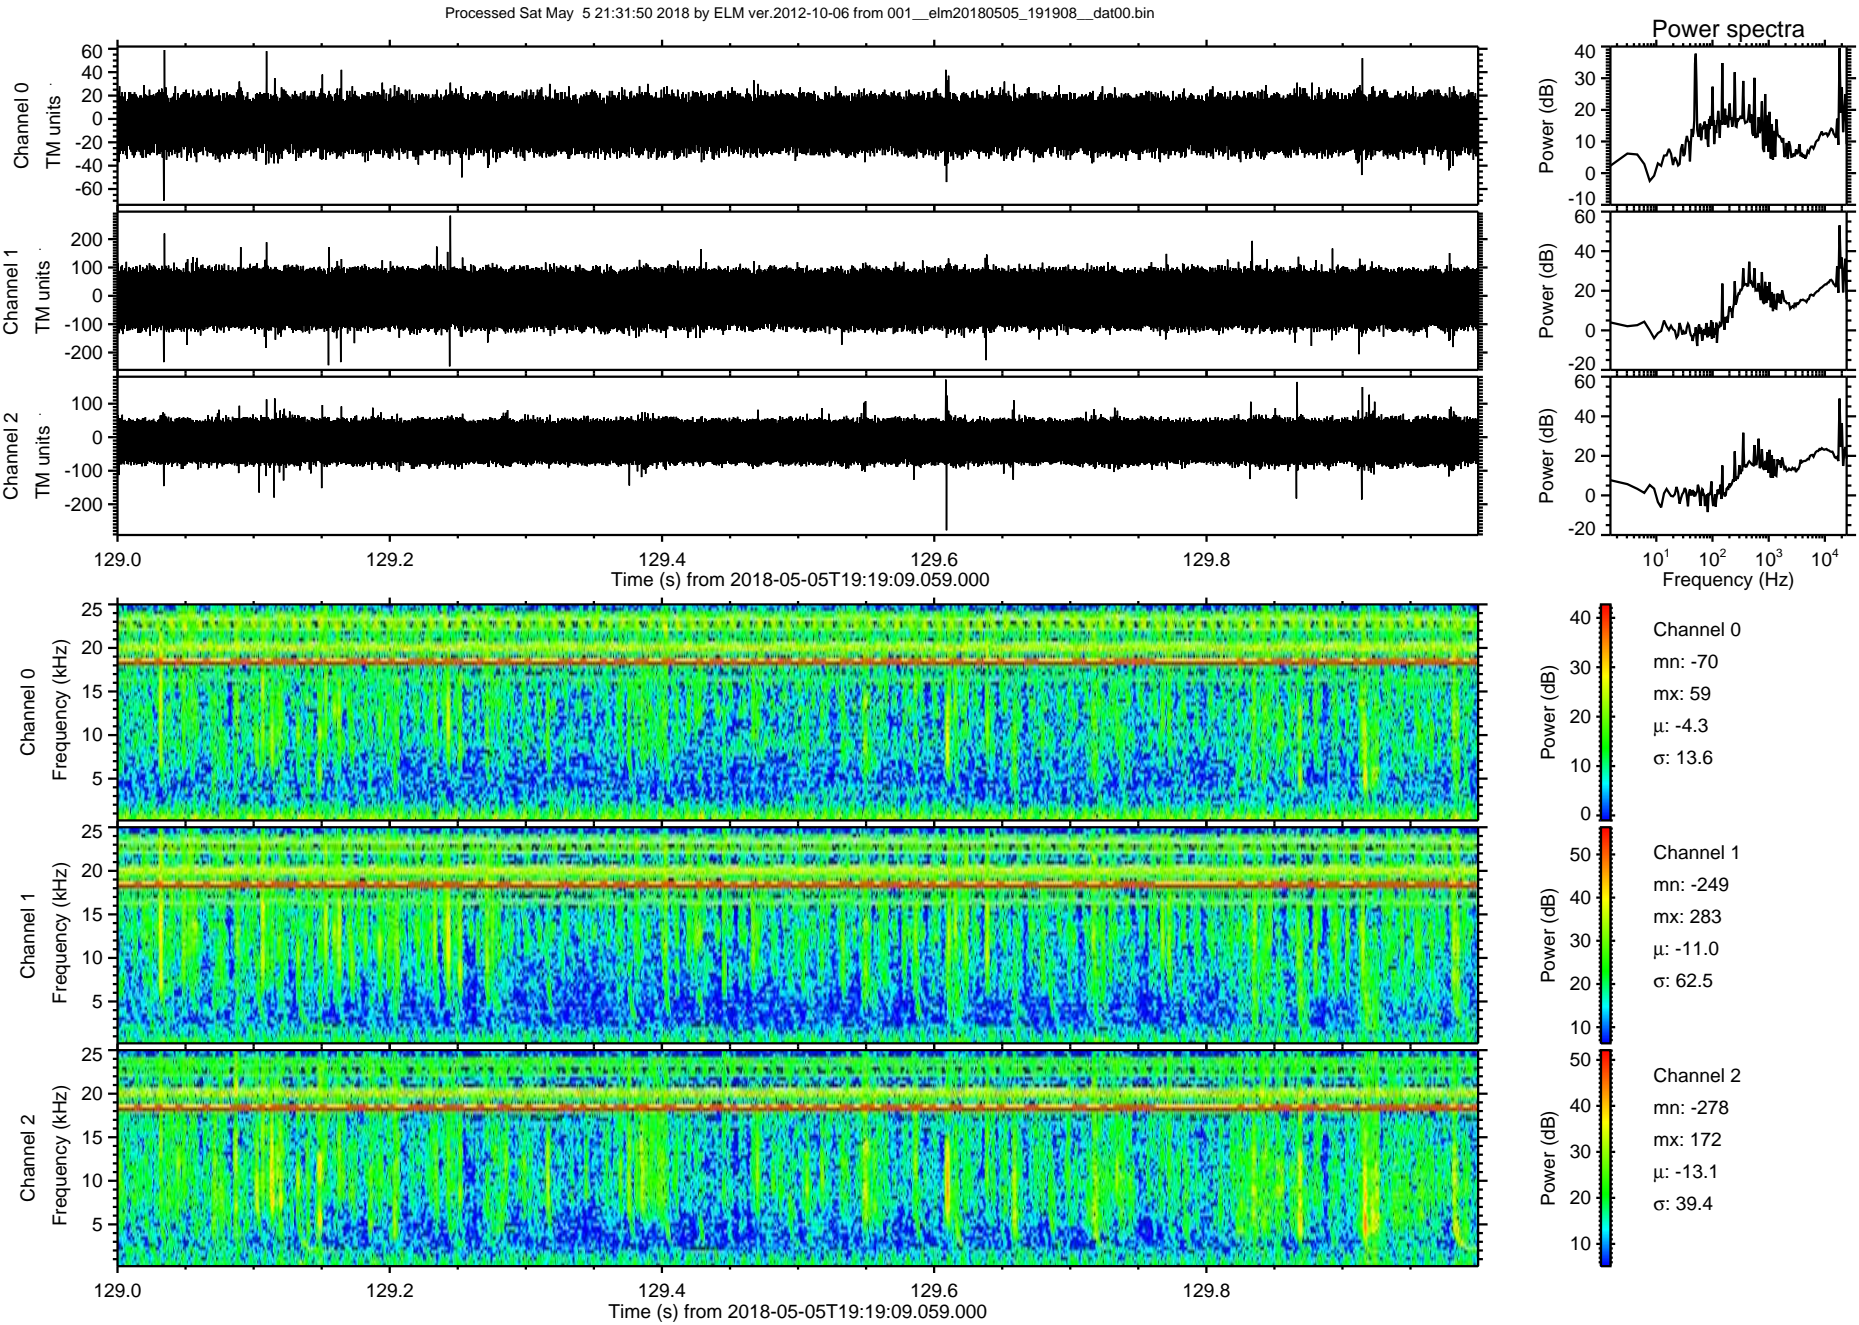 Processed Sat May  5 21:31:50 2018 by ELM ver.2012-10-06 from 001__elm20180505_191908__dat00.bin
Power spectra
Channel 0
TM units
60
40
20
0
-20
-40
-60
Power (dB)
40
30
20
10
0
-10
Channel 1
TM units
200
100
0
-100
-200
Power (dB)
60
40
20
0
-20
Channel 2
TM units
100
0
-100
-200
Power (dB)
60
40
20
0
-20
129.0 129.2 129.4 129.6 129.8
Time (s) from 2018-05-05T19:19:09.059.000
10^1 10^2 10^3 10^4
Frequency (Hz)
Channel 0
Frequency (kHz)
25
20
15
10
5
Power (dB)
40
30
20
10
0
Channel 0
mn: -70
mx: 59
μ: -4.3
σ: 13.6
Channel 1
Frequency (kHz)
25
20
15
10
5
Power (dB)
50
40
30
20
10
Channel 1
mn: -249
mx: 283
μ: -11.0
σ: 62.5
Channel 2
Frequency (kHz)
25
20
15
10
5
Power (dB)
50
40
30
20
10
Channel 2
mn: -278
mx: 172
μ: -13.1
σ: 39.4
129.0 129.2 129.4 129.6 129.8
Time (s) from 2018-05-05T19:19:09.059.000